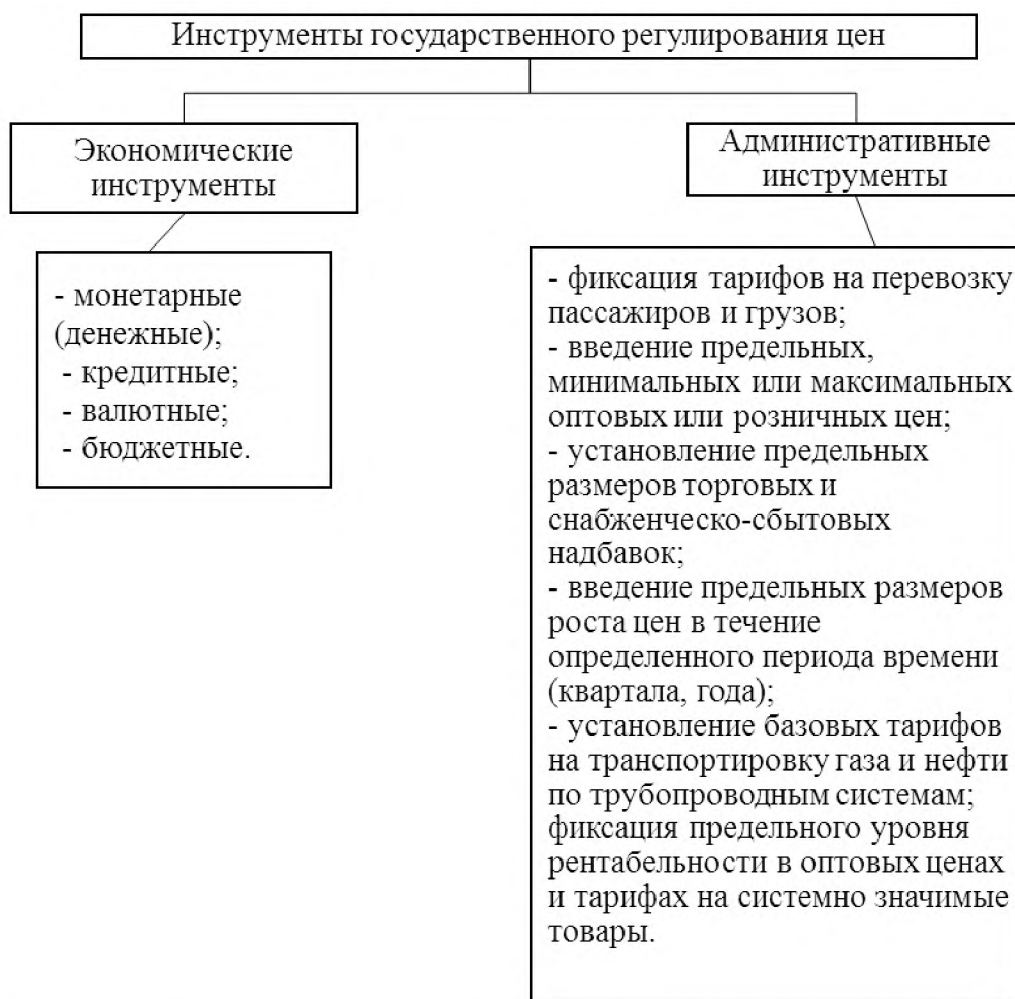 Инструменты государственного регулирования цен
Экономические
инструменты
Административные
инструменты
- монетарные
(денежные);
- кредитные;
- валютные;
- бюджетные.
- фиксация тарифов на перевозку
пассажиров и грузов;
- введение предельных,
минимальных или максимальных
оптовых или розничных цен;
- установление предельных
размеров торговых и
снабженческо-сбытовых
надбавок;
- введение предельных размеров
роста цен в течение
определенного периода времени
(квартала, года);
- установление базовых тарифов
на транспортировку газа и нефти
по трубопроводным системам;
фиксация предельного уровня
рентабельности в оптовых ценах
и тарифах на системно значимые
товары.